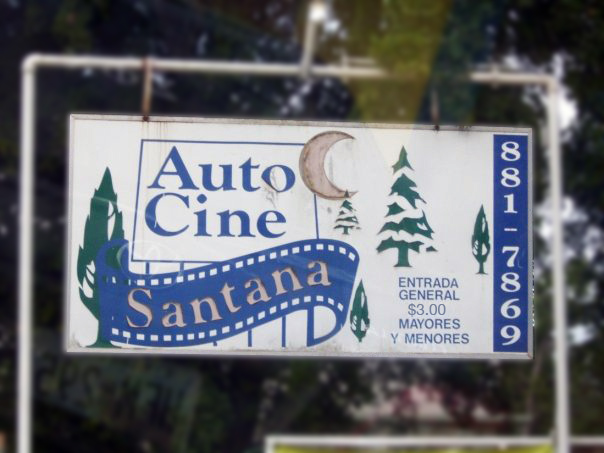 Auto
Cine
Santana
ENTRADA
GENERAL
$3.00
MAYORES
Y MENORES
881-7869